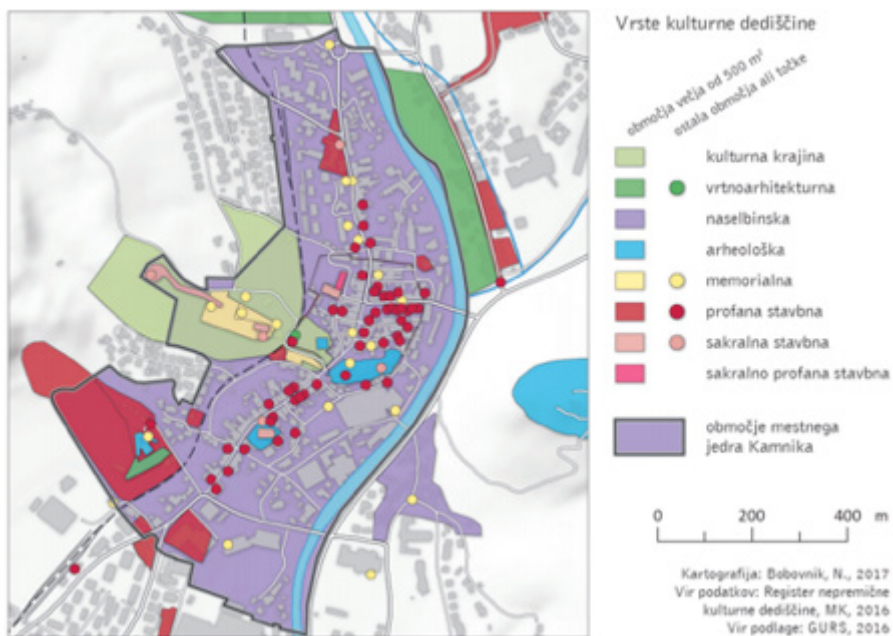 Vrste kulturne dediščine
območja večja od 500 m²
ostala območja ali točke
kulturna krajina
vrtnoarhitekturna
naselbinska
arheološka
memorialna
profana stavbna
sakralna stavbna
sakralno profana stavbna
območje mestnega
jedra Kamnika
0 200 400 m
Kartografija: Bobovnik, N., 2017
Vir podatkov: Register nepremične
kulturne dediščine, MK, 2016
Vir podlage: GURS, 2016